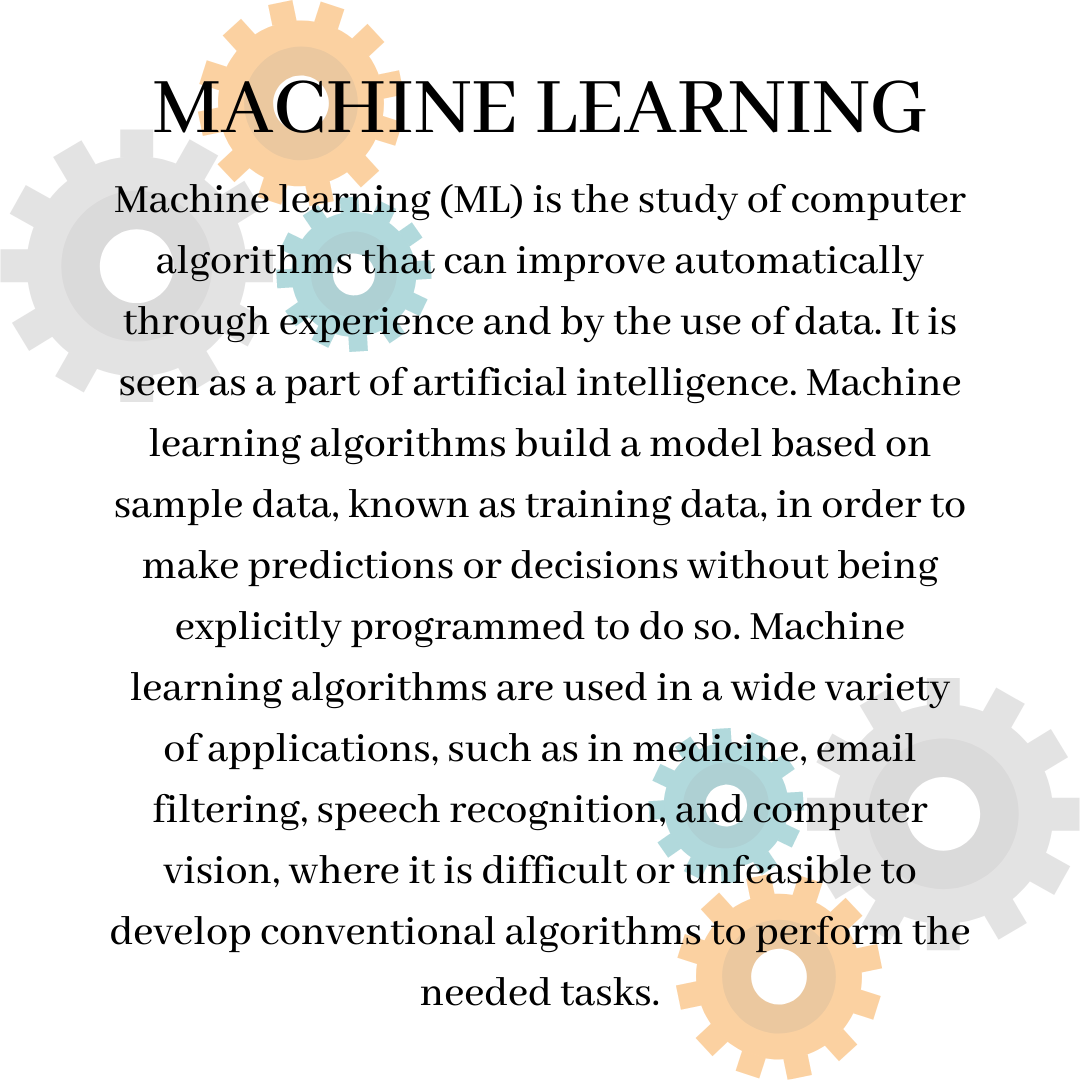 MACHINE LEARNING
Machine learning (ML) is the study of computer
algorithms that can improve automatically
through experience and by the use of data. It is
seen as a part of artificial intelligence. Machine
learning algorithms build a model based on
sample data, known as training data, in order to
make predictions or decisions without being
explicitly programmed to do so. Machine
learning algorithms are used in a wide variety
of applications, such as in medicine, email
filtering, speech recognition, and computer
vision, where it is difficult or unfeasible to
develop conventional algorithms to perform the
needed tasks.